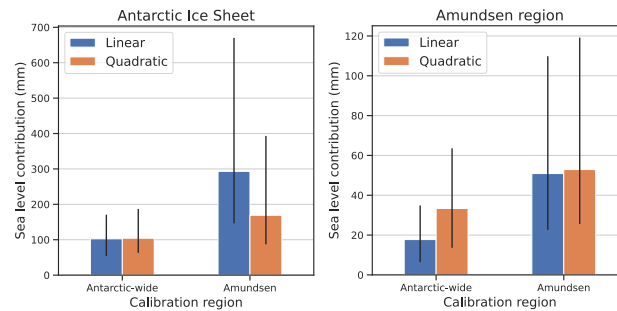 Antarctic Ice Sheet
Sea level contribution (mm)
700
600
500
400
300
200
100
0
Linear
Quadratic
Antarctic-wide
Amundsen
Calibration region
Amundsen region
Sea level contribution (mm)
120
100
80
60
40
20
0
Linear
Quadratic
Antarctic-wide
Amundsen
Calibration region